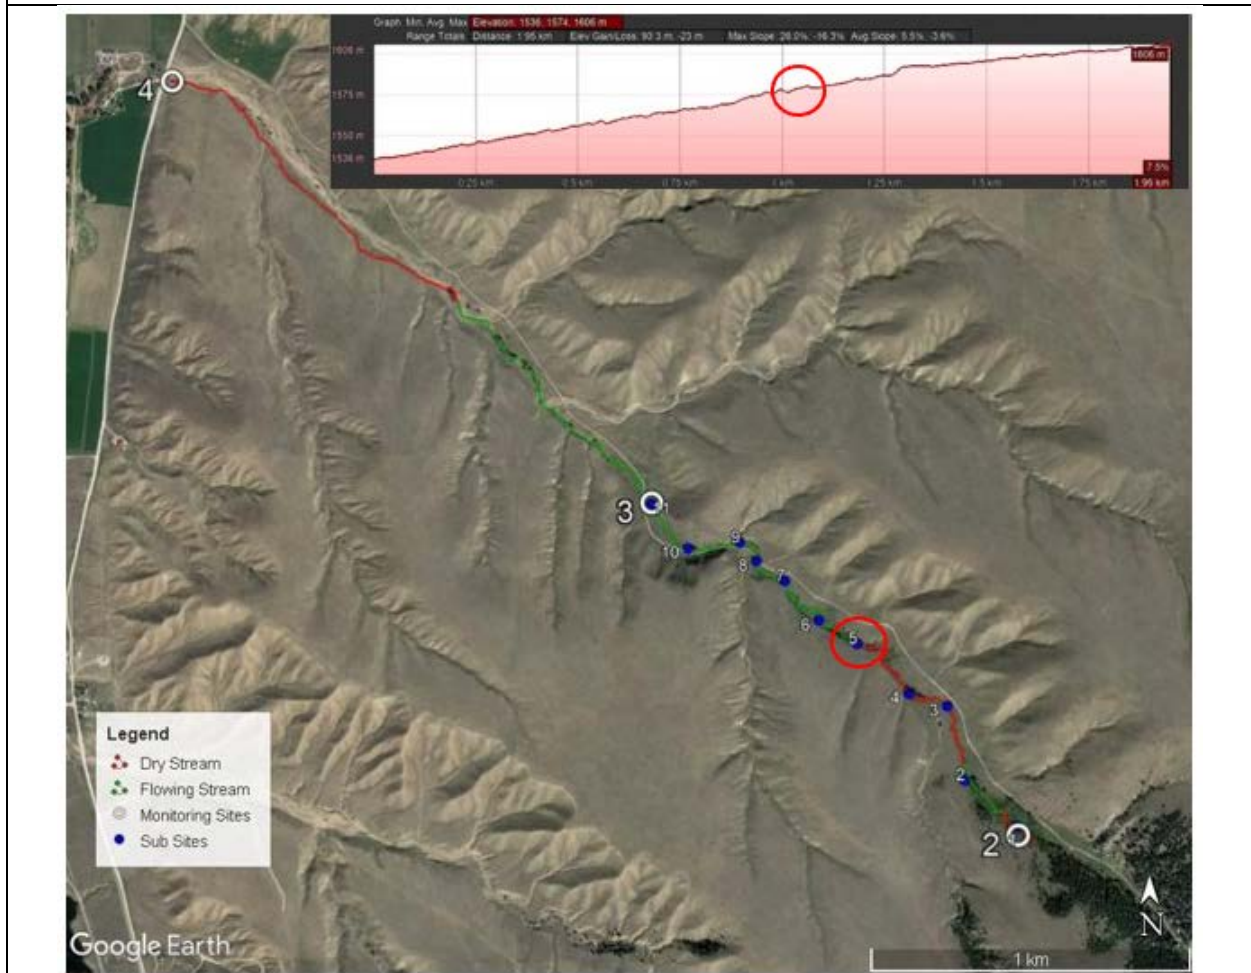 Graph: Min, Avg, Max Elevation: 1536, 1574, 1606 m
Range Totals: Distance: 1.95 km Elev Gain/Loss: 93.3 m, -23 m Max Slope: 26.0%, -16.3% Avg Slope: 5.5%, -3.6%
1606 m
1606 m
1575 m
1550 m
1536 m
7.5%
0.25 km 0.5 km 0.75 km 1 km 1.25 km 1.5 km 1.75 km 1.95 km
4
3
10
9
8
7
6
5
4
3
2
2
Legend
Dry Stream
Flowing Stream
Monitoring Sites
Sub Sites
N
Google Earth
1 km